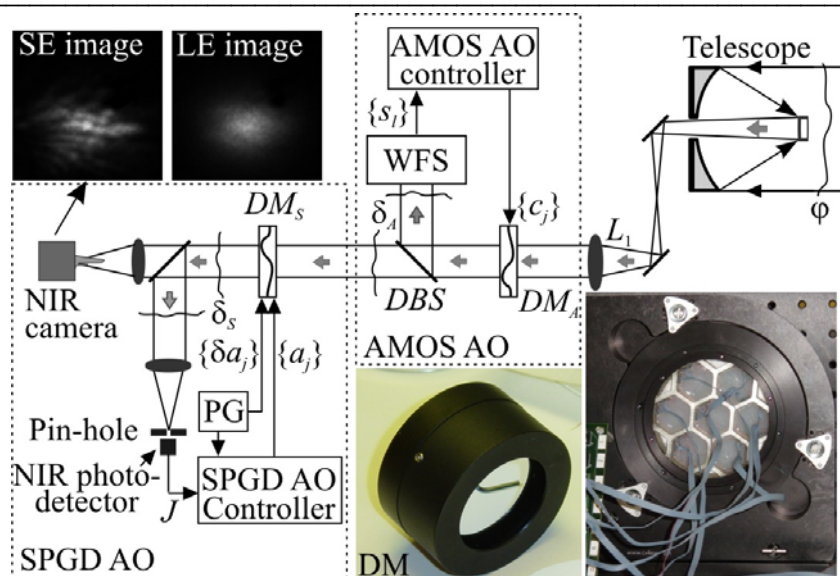 SE image
LE image
AMOS AO
controller
Telescope
{s_l}
WFS
DM_S
δ_A
{c_j}
L_1
φ
NIR
camera
δ_S
DBS
DM_A
{δa_j}
{a_j}
AMOS AO
PG
Pin-hole
NIR photo-
detector
J
SPGD AO
Controller
SPGD AO
DM